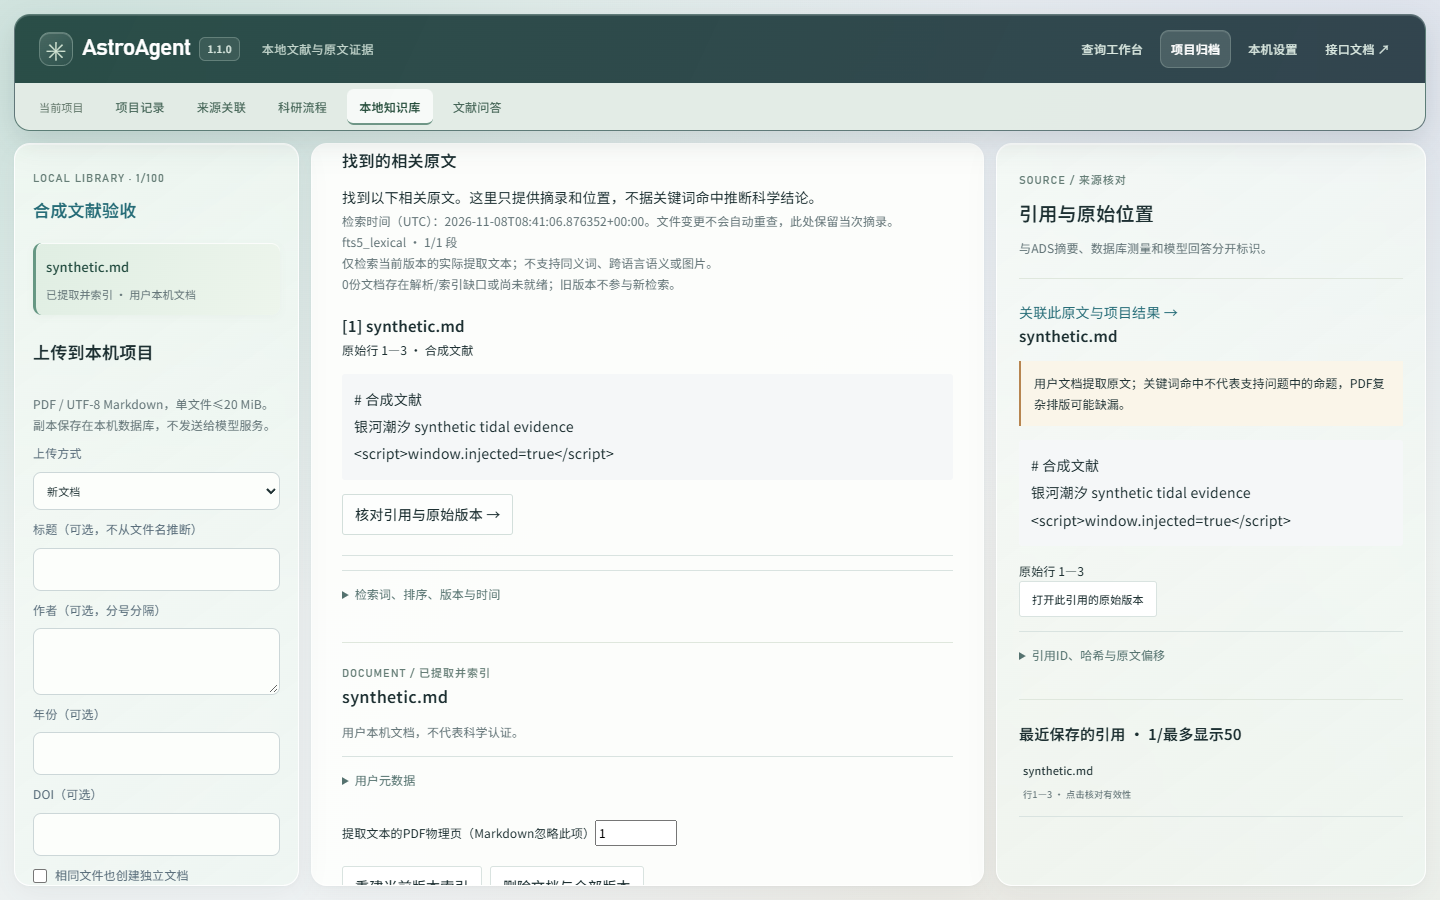 AstroAgent 1.1.0 本地文献与原文证据
查询工作台 项目归档 本机设置 接口文档 ↗
当前项目 项目记录 来源关联 科研流程 本地知识库 文献问答
LOCAL LIBRARY · 1/100
合成文献验收
synthetic.md
已提取并索引 · 用户本机文档
上传到本机项目
PDF / UTF-8 Markdown，单文件≤20 MiB。
副本保存在本机数据库，不发送给模型服务。
上传方式
新文档
标题（可选，不从文件名推断）
作者（可选，分号分隔）
年份（可选）
DOI（可选）
相同文件也创建独立文档
找到的相关原文
找到以下相关原文。这里只提供摘录和位置，不据关键词命中推断科学结论。
检索时间（UTC）：2026-11-08T08:41:06.876352+00:00。文件变更不会自动重查，此处保留当次摘录。
fts5_lexical · 1/1 段
仅检索当前版本的实际提取文本；不支持同义词、跨语言语义或图片。
0份文档存在解析/索引缺口或尚未就绪；旧版本不参与新检索。
[1] synthetic.md
原始行 1—3 · 合成文献
# 合成文献
银河潮汐 synthetic tidal evidence
<script>window.injected=true</script>
核对引用与原始版本 →
▶ 检索词、排序、版本与时间
DOCUMENT / 已提取并索引
synthetic.md
用户本机文档，不代表科学认证。
▶ 用户元数据
提取文本的PDF物理页（Markdown忽略此项） 1
重建当前版本索引 删除文档与全部版本
SOURCE / 来源核对
引用与原始位置
与ADS摘要、数据库测量和模型回答分开标识。
关联此原文与项目结果 →
synthetic.md
用户文档提取原文；关键词命中不代表支持问题中的命题，PDF复
杂排版可能缺漏。
# 合成文献
银河潮汐 synthetic tidal evidence
<script>window.injected=true</script>
原始行 1—3
打开此引用的原始版本
▶ 引用ID、哈希与原文偏移
最近保存的引用 · 1/最多显示50
synthetic.md
行1—3 · 点击核对有效性